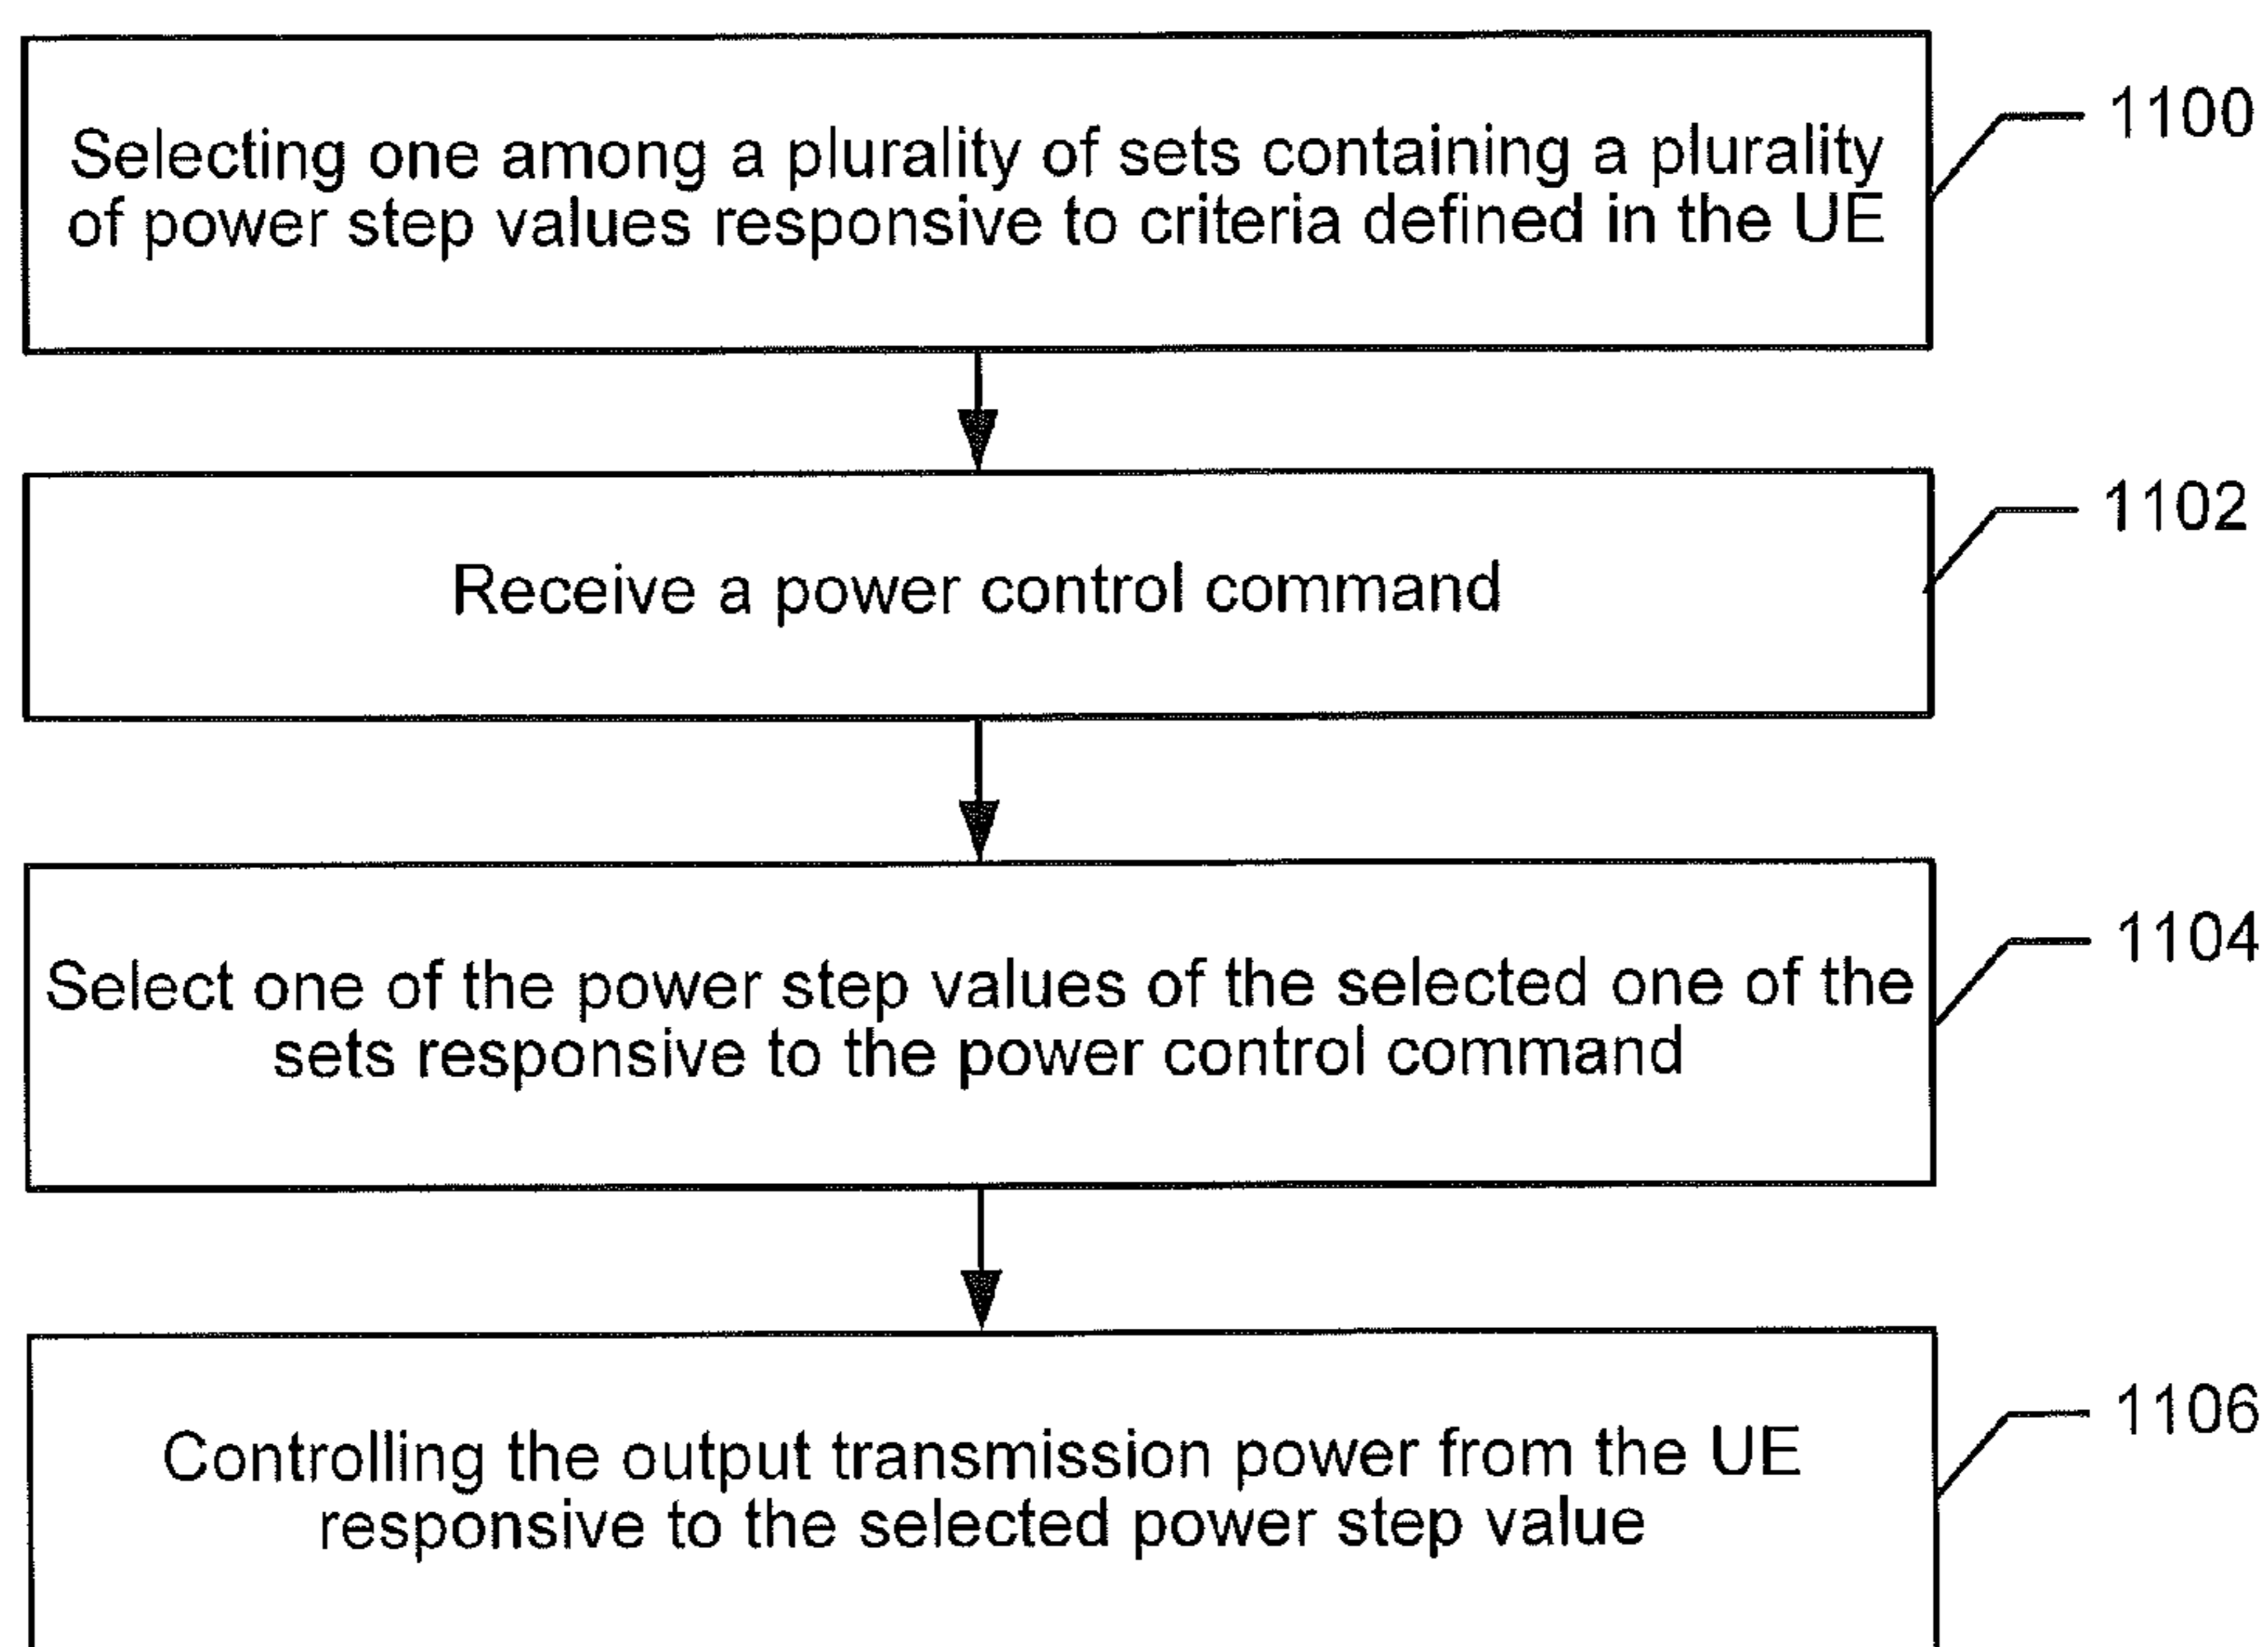 Selecting one among a plurality of sets containing a plurality
of power step values responsive to criteria defined in the UE
1100
Receive a power control command
1102
Select one of the power step values of the selected one of the
sets responsive to the power control command
1104
Controlling the output transmission power from the UE
responsive to the selected power step value
1106